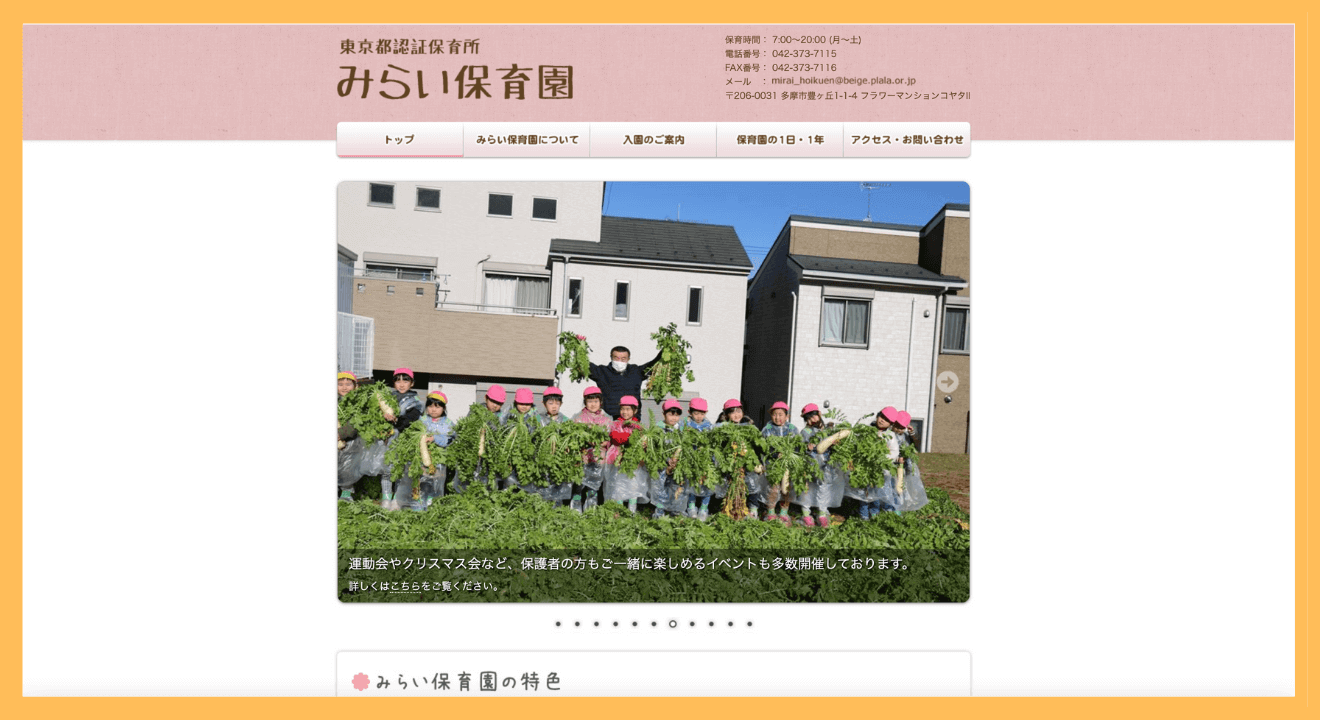 東京都認証保育所
みらい保育園
保育時間： 7:00〜20:00 (月〜土)
電話番号： 042-373-7115
FAX番号： 042-373-7116
メール　： mirai_hoikuen@beige.plala.or.jp
〒206-0031 多摩市豊ヶ丘1-1-4 フラワーマンションコヤタII
トップ
みらい保育園について
入園のご案内
保育園の1日・1年
アクセス・お問い合わせ
運動会やクリスマス会など、保護者の方もご一緒に楽しめるイベントも多数開催しております。
詳しくはこちらをご覧ください。
みらい保育園の特色